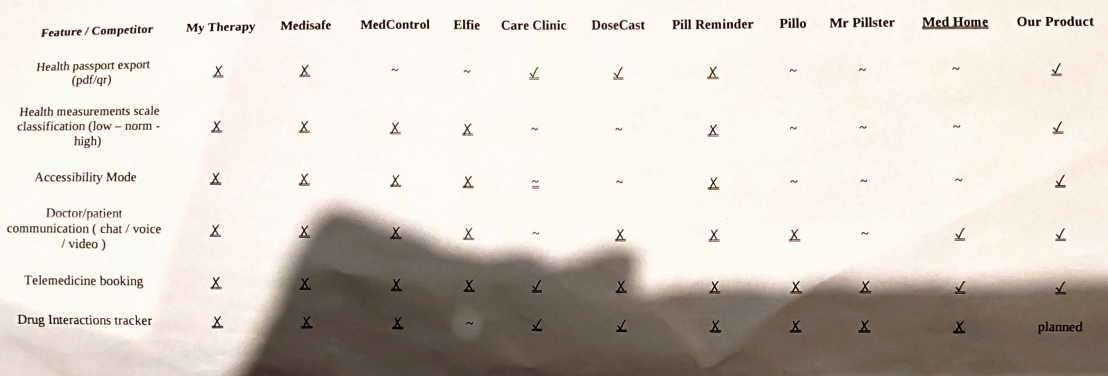 Feature / Competitor My Therapy Medisafe MedControl Elfie Care Clinic DoseCast Pill Reminder Pillo Mr Pillster Med Home Our Product
Health passport export
(pdf/qr) X X ~ ~ ✓ ✓ X ~ ~ ~ ✓
Health measurements scale
classification (low – norm - X X X X ~ ~ X ~ ~ ~ ✓
high)
Accessibility Mode X X X X ~ ~ X ~ ~ ~ ✓
Doctor/patient
communication ( chat / voice X X X X ~ X X X ~ ✓ ✓
/ video )
Telemedicine booking X X X X ✓ X X X X ✓ ✓
Drug Interactions tracker X X X ~ ✓ ✓ X X X X planned